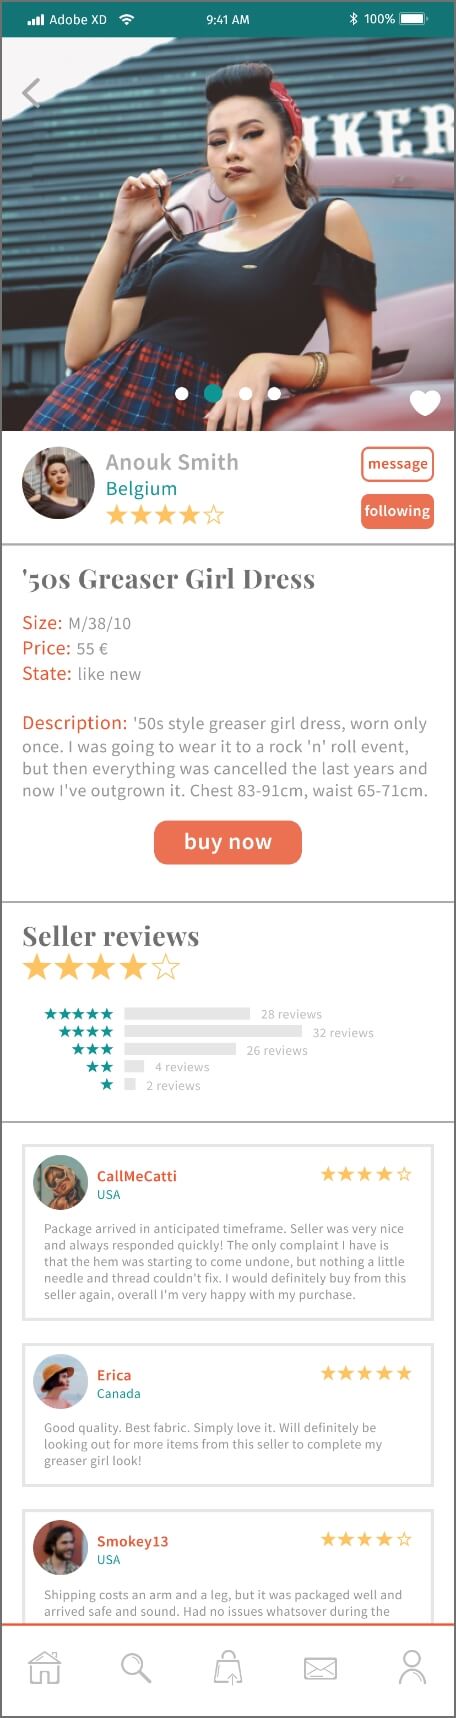 Adobe XD
9:41 AM
100%
IKER
Anouk Smith
Belgium
message
following
'50s Greaser Girl Dress
Size: M/38/10
Price: 55 €
State: like new
Description: '50s style greaser girl dress, worn only
once. I was going to wear it to a rock 'n' roll event,
but then everything was cancelled the last years and
now I've outgrown it. Chest 83-91cm, waist 65-71cm.
buy now
Seller reviews
28 reviews
32 reviews
26 reviews
4 reviews
2 reviews
CallMeCatti
USA
Package arrived in anticipated timeframe. Seller was very nice
and always responded quickly! The only complaint I have is
that the hem was starting to come undone, but nothing a little
needle and thread couldn't fix. I would definitely buy from this
seller again, overall I'm very happy with my purchase.
Erica
Canada
Good quality. Best fabric. Simply love it. Will definitely be
looking out for more items from this seller to complete my
greaser girl look!
Smokey13
USA
Shipping costs an arm and a leg, but it was packaged well and
arrived safe and sound. Had no issues whatsover during the